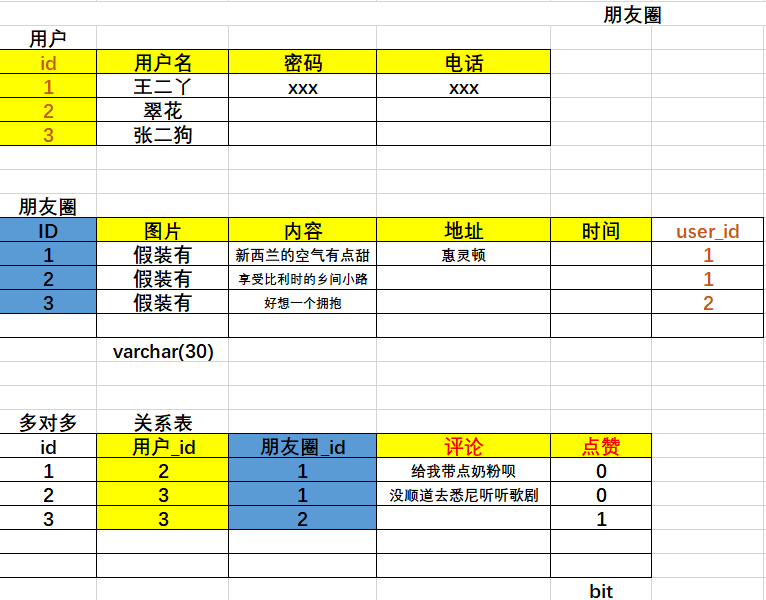 朋友圈
用户
id 用户名 密码 电话
1 王二丫 xxx xxx
2 翠花
3 张二狗
朋友圈
ID 图片 内容 地址 时间 user_id
1 假装有 新西兰的空气有点甜 惠灵顿 1
2 假装有 享受比利时的乡间小路 1
3 假装有 好想一个拥抱 2
varchar(30)
多对多 关系表
id 用户_id 朋友圈_id 评论 点赞
1 2 1 给我带点奶粉呗 0
2 3 1 没顺道去悉尼听听歌剧 0
3 3 2 1
bit